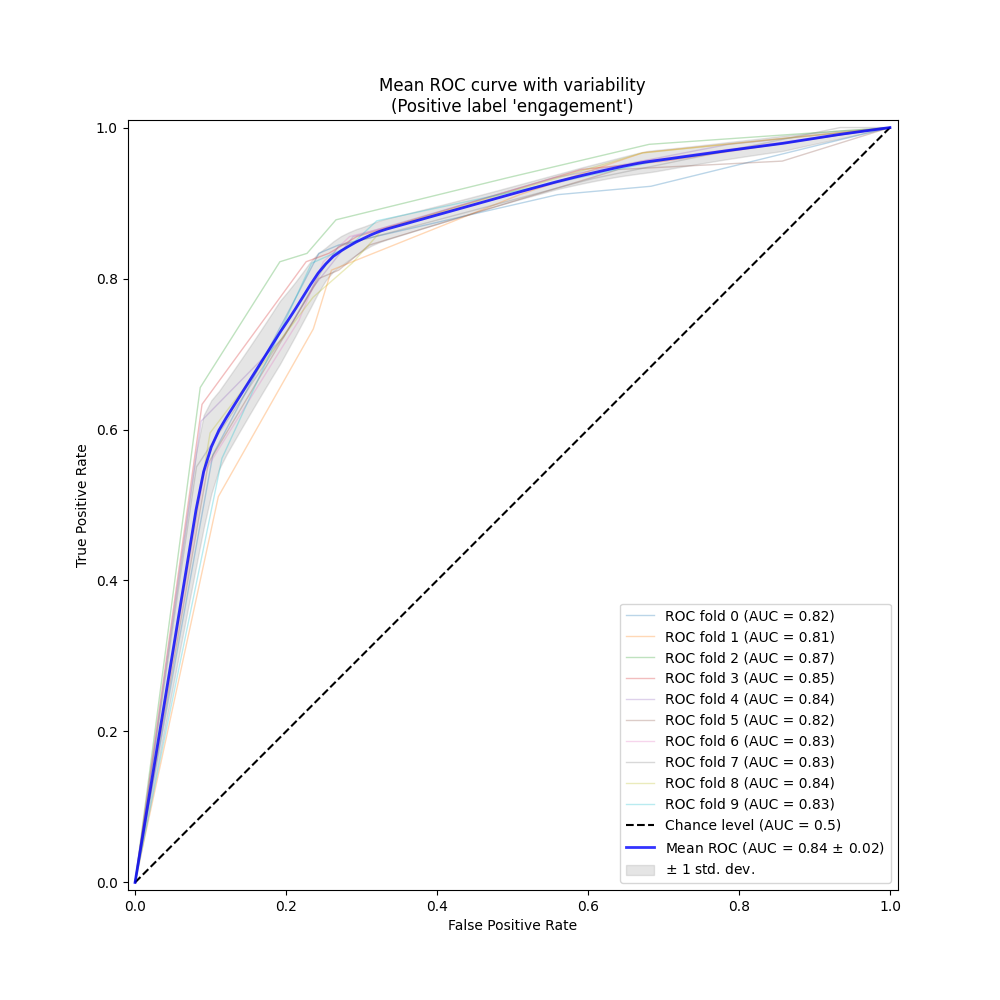 Mean ROC curve with variability
(Positive label 'engagement')
True Positive Rate
1.0
0.8
0.6
0.4
0.2
0.0
0.0 0.2 0.4 0.6 0.8 1.0
False Positive Rate
ROC fold 0 (AUC = 0.82)
ROC fold 1 (AUC = 0.81)
ROC fold 2 (AUC = 0.87)
ROC fold 3 (AUC = 0.85)
ROC fold 4 (AUC = 0.84)
ROC fold 5 (AUC = 0.82)
ROC fold 6 (AUC = 0.83)
ROC fold 7 (AUC = 0.83)
ROC fold 8 (AUC = 0.84)
ROC fold 9 (AUC = 0.83)
Chance level (AUC = 0.5)
Mean ROC (AUC = 0.84 ± 0.02)
± 1 std. dev.